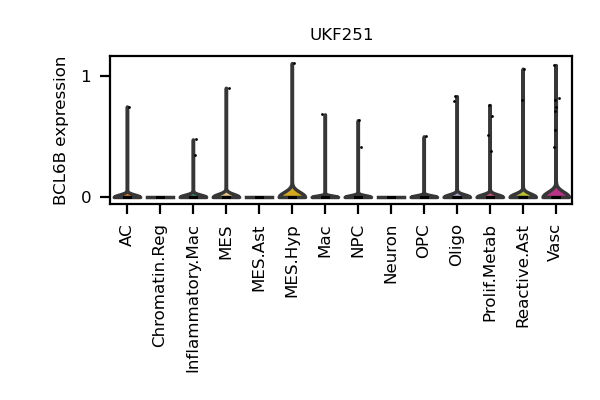 UKF251
BCL6B expression
1
0
AC
Chromatin.Reg
Inflammatory.Mac
MES
MES.Ast
MES.Hyp
Mac
NPC
Neuron
OPC
Oligo
Prolif.Metab
Reactive.Ast
Vasc